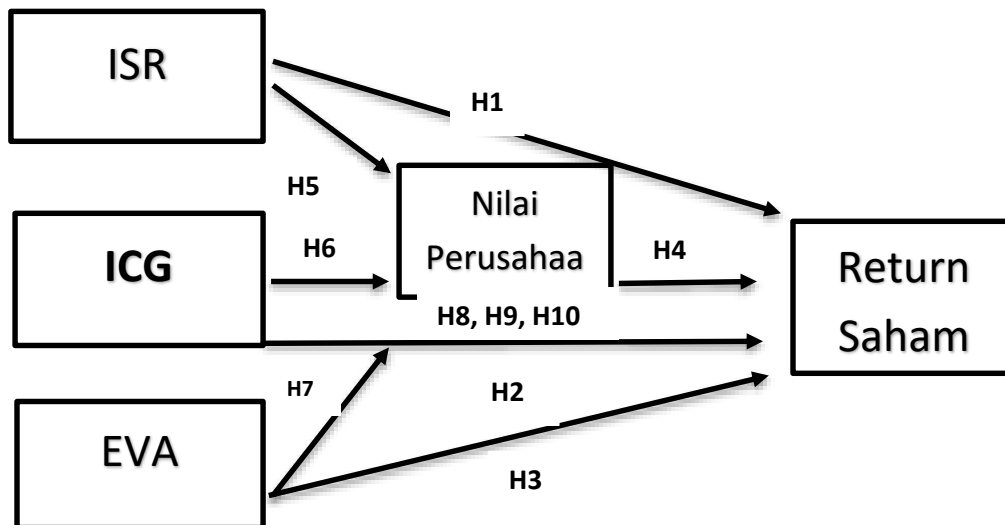 ISR
H1
H5
Nilai
Perusahaa
ICG
H6
H4
Return
Saham
H8, H9, H10
H7
H2
EVA
H3